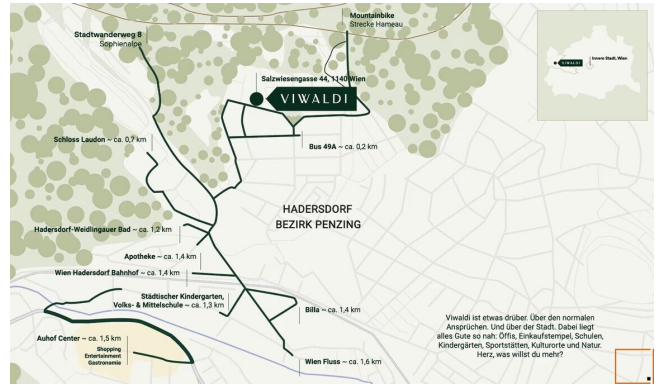 Stadtwanderweg 8
Sophienalpe
Mountainbike
Strecke Hameau
Salzwiesengasse 44, 1140 Wien
VIWALDI
VIWALDI
Innere Stadt, Wien
Schloss Laudon ~ ca. 0,7 km
Bus 49A ~ ca. 0,2 km
HADERSDORF
BEZIRK PENZING
Hadersdorf-Weidlingauer Bad ~ ca. 1,2 km
Apotheke ~ ca. 1,4 km
Wien Hadersdorf Bahnhof ~ ca. 1,4 km
Städtischer Kindergarten,
Volks- & Mittelschule ~ ca. 1,3 km
Billa ~ ca. 1,4 km
Auhof Center ~ ca. 1,5 km
Shopping
Entertainment
Gastronomie
Wien Fluss ~ ca. 1,6 km
Viwaldi ist etwas drüber. Über den normalen
Ansprüchen. Und über der Stadt. Dabei liegt
alles Gute so nah: Öffis, Einkaufstempel, Schulen,
Kindergärten, Sportstätten, Kulturorte und Natur.
Herz, was willst du mehr?